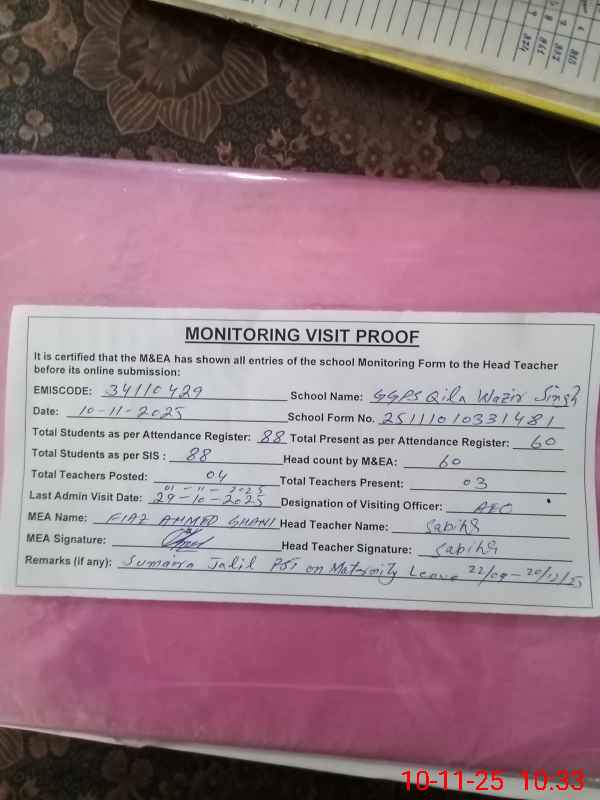 865
857
861
874
MONITORING VISIT PROOF
It is certified that the M&EA has shown all entries of the school Monitoring Form to the Head Teacher
before its online submission:
EMISCODE: 34110429 School Name: GGPS Qila Wazir Singh
Date: 10-11-2025 School Form No. 25111010331481
Total Students as per Attendance Register: 88 Total Present as per Attendance Register: 60
Total Students as per SIS : 88 Head count by M&EA: 60
Total Teachers Posted: 04 Total Teachers Present: 03
01-11-2025
Last Admin Visit Date: 29-10-2025 Designation of Visiting Officer: AEO
MEA Name: FIAZ AHMED GHANI Head Teacher Name: Sabiha
MEA Signature: Head Teacher Signature: Sabiha
Remarks (if any): Sumaira Jalil PST on Maternity Leave 22/09-20/12/25
10-11-25 10:33